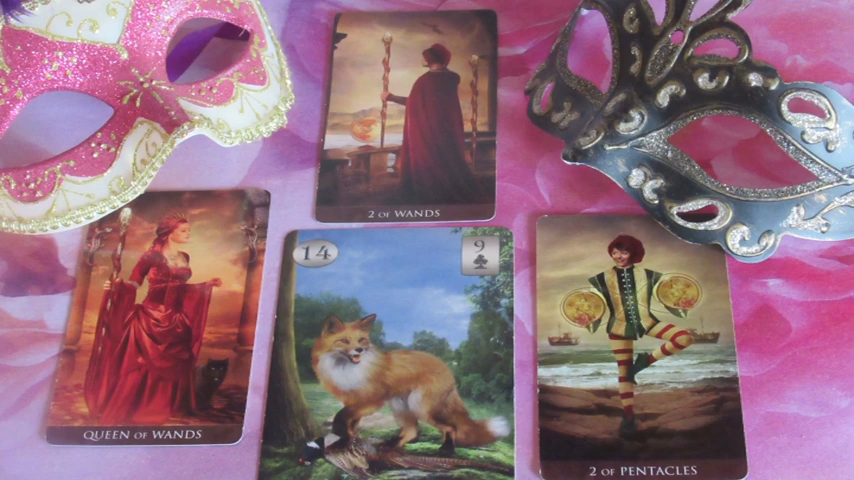 2 OF WANDS
QUEEN OF WANDS
14
9
2 OF PENTACLES